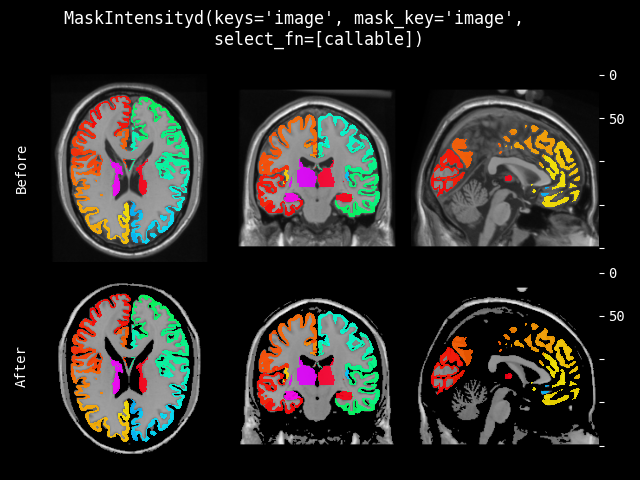 MaskIntensityd(keys='image', mask_key='image',
select_fn=[callable])
Before
0
50
After
0
50